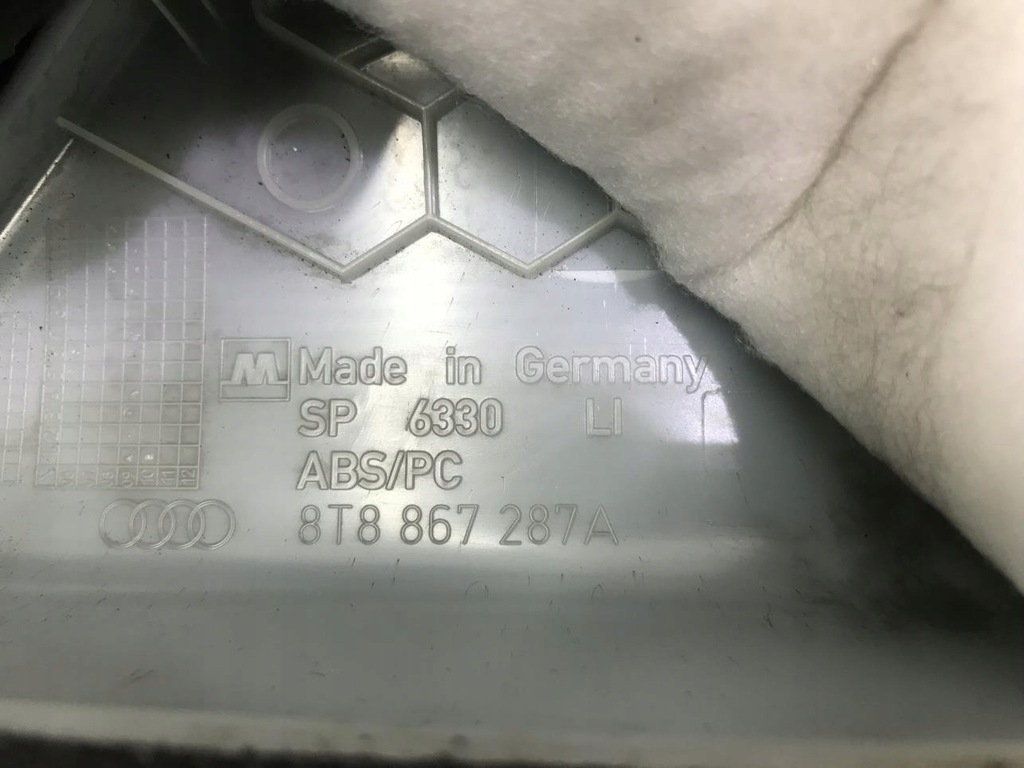 M Made in Germany
SP 6330 LI
ABS/PC
8T8 867 287A